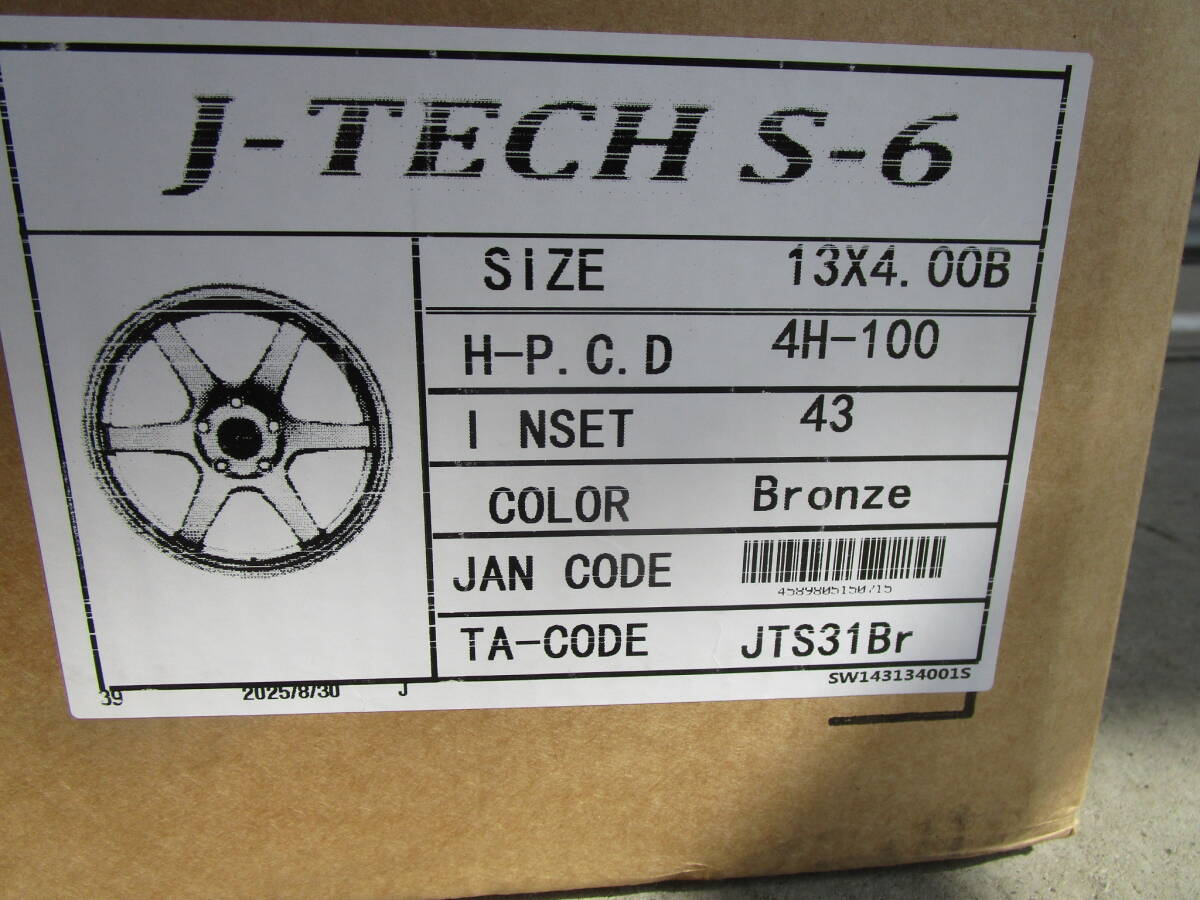 J-TECH S-6
SIZE 13X4.00B
H-P.C.D 4H-100
INSET 43
COLOR Bronze
JAN CODE
4589805150715
TA-CODE JTS31Br
SW143134001S
39 2025/8/30 J